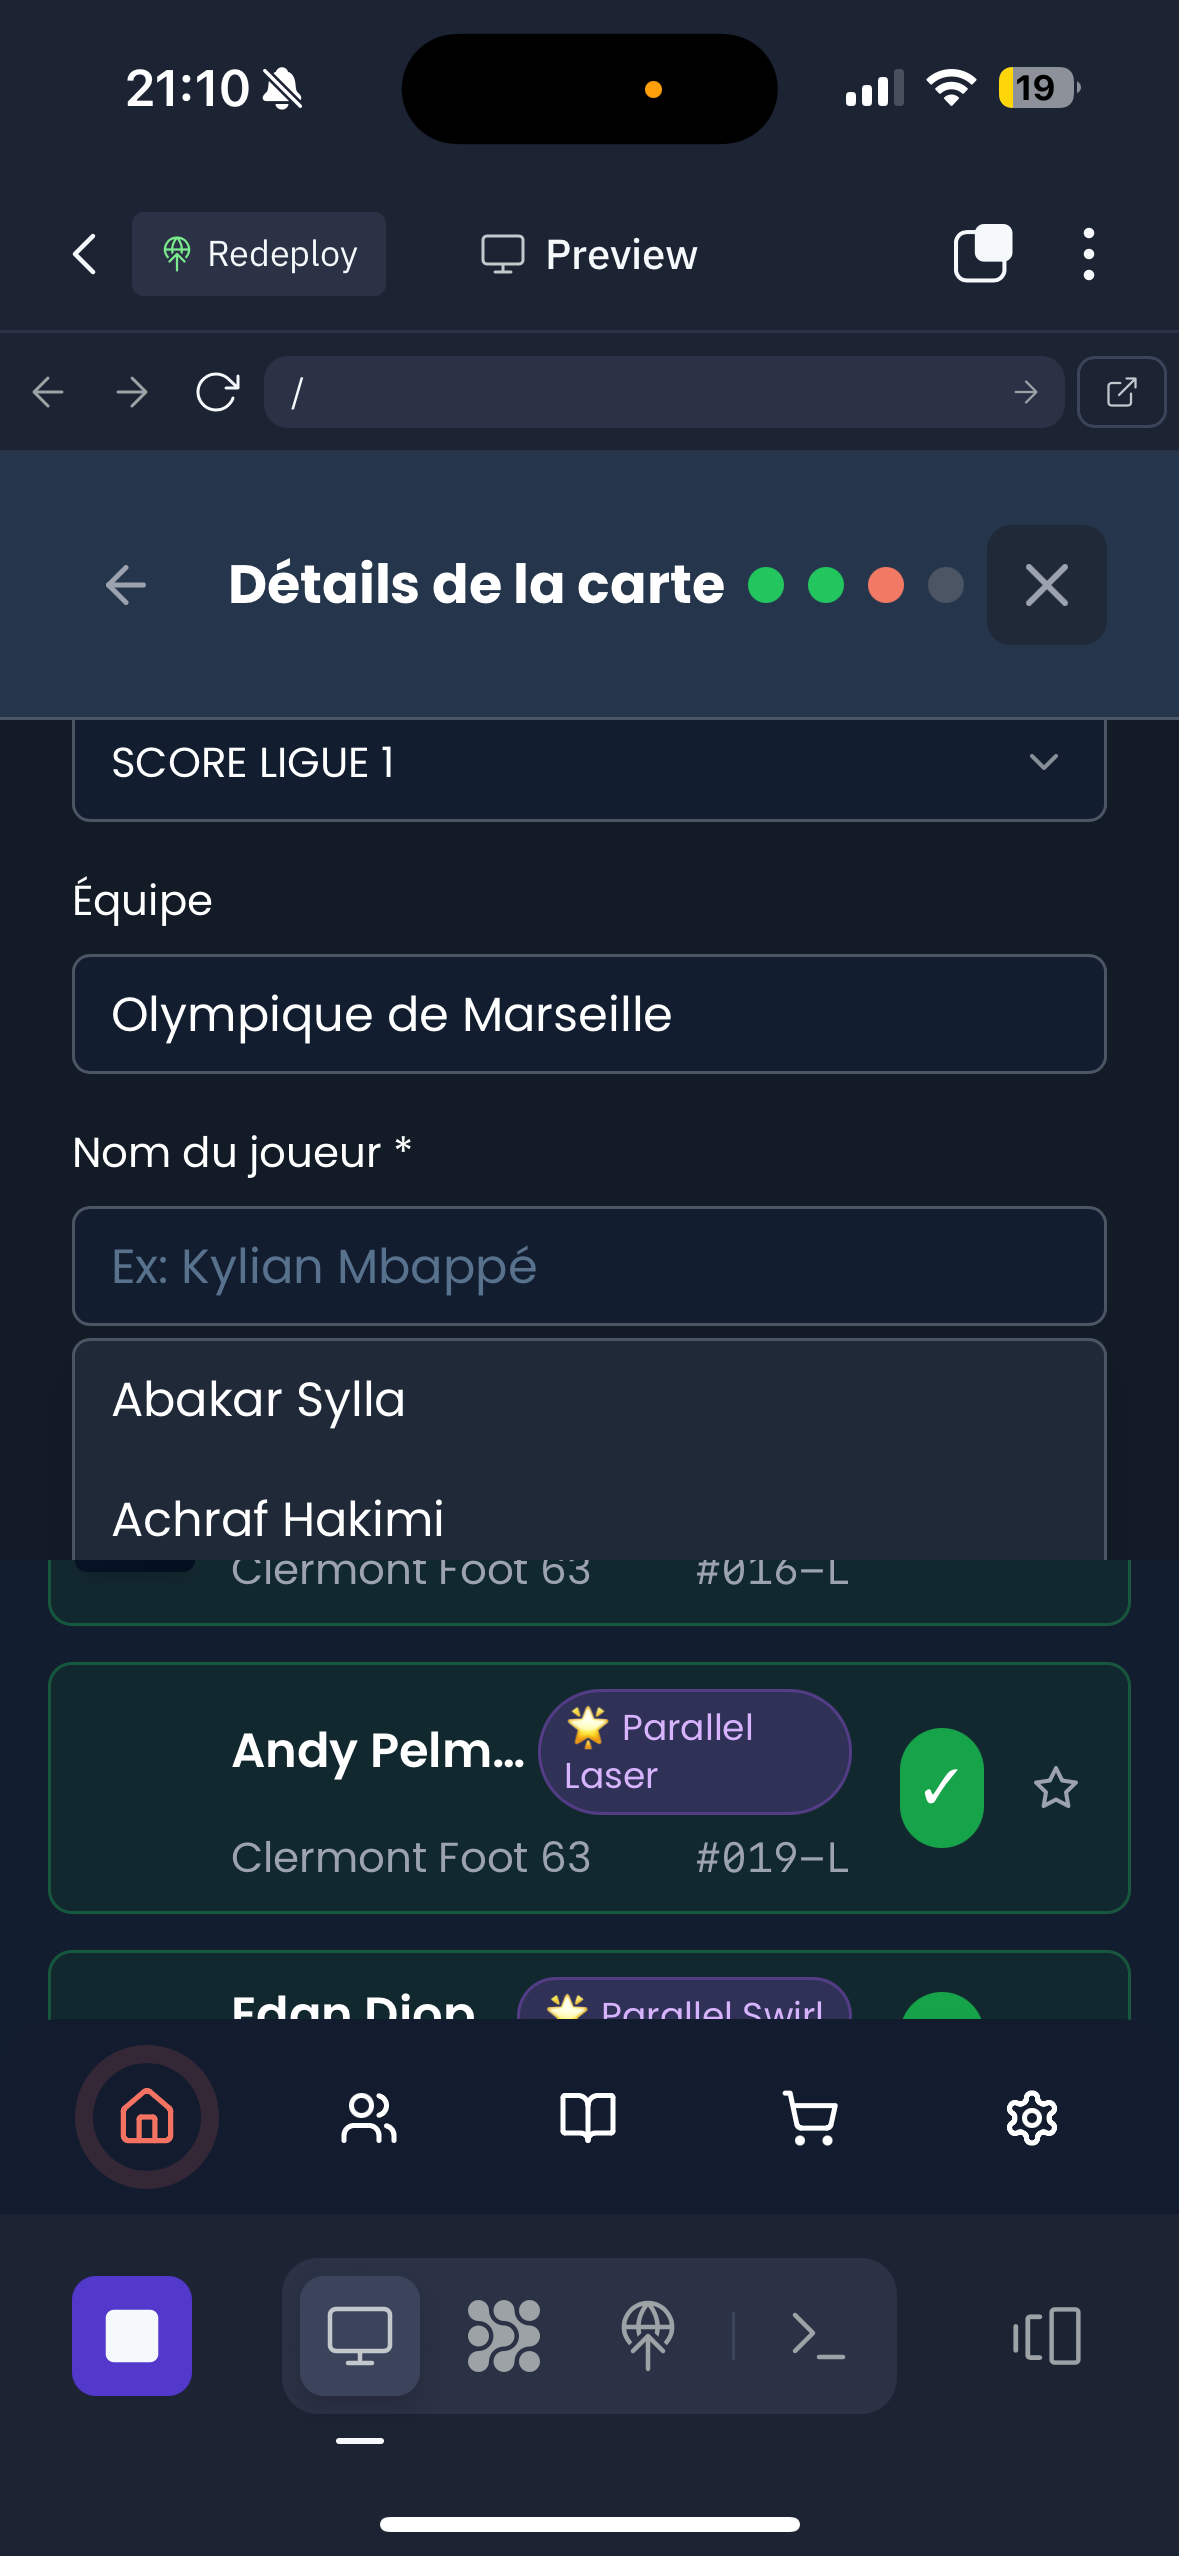 21:10
19
Redeploy
Preview
/
Détails de la carte
SCORE LIGUE 1
Équipe
Olympique de Marseille
Nom du joueur *
Ex: Kylian Mbappé
Abakar Sylla
Achraf Hakimi
Clermont Foot 63 #016-L
Andy Pelm... 🌟 Parallel Laser
✓
Clermont Foot 63 #019-L
Edan Diop 🌟 Parallel Swirl